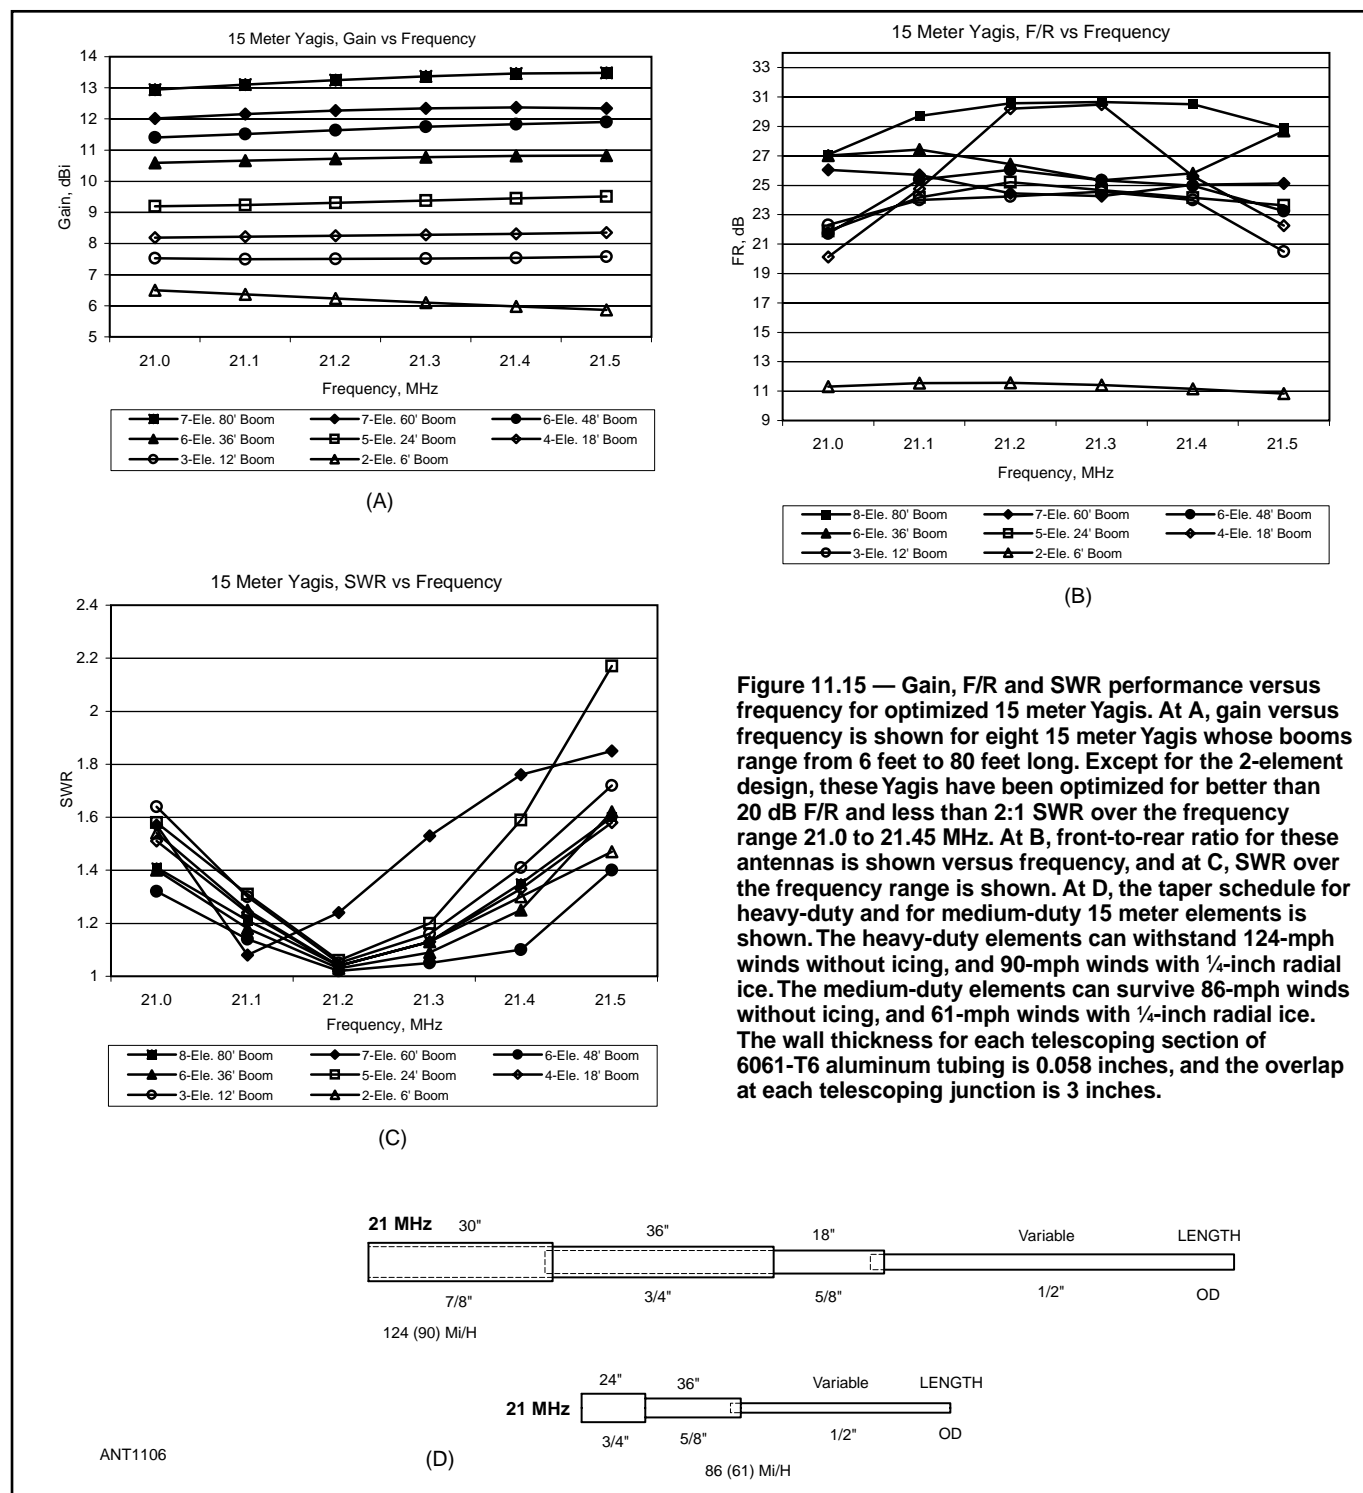 15 Meter Yagis, Gain vs Frequency
Gain, dBi
14
13
12
11
10
9
8
7
6
5
21.0 21.1 21.2 21.3 21.4 21.5
Frequency, MHz
7-Ele. 80' Boom 7-Ele. 60' Boom 6-Ele. 48' Boom
6-Ele. 36' Boom 5-Ele. 24' Boom 4-Ele. 18' Boom
3-Ele. 12' Boom 2-Ele. 6' Boom
(A)
15 Meter Yagis, F/R vs Frequency
FR, dB
33
31
29
27
25
23
21
19
17
15
13
11
9
21.0 21.1 21.2 21.3 21.4 21.5
Frequency, MHz
8-Ele. 80' Boom 7-Ele. 60' Boom 6-Ele. 48' Boom
6-Ele. 36' Boom 5-Ele. 24' Boom 4-Ele. 18' Boom
3-Ele. 12' Boom 2-Ele. 6' Boom
(B)
15 Meter Yagis, SWR vs Frequency
SWR
2.4
2.2
2
1.8
1.6
1.4
1.2
1
21.0 21.1 21.2 21.3 21.4 21.5
Frequency, MHz
8-Ele. 80' Boom 7-Ele. 60' Boom 6-Ele. 48' Boom
6-Ele. 36' Boom 5-Ele. 24' Boom 4-Ele. 18' Boom
3-Ele. 12' Boom 2-Ele. 6' Boom
(C)
Figure 11.15 — Gain, F/R and SWR performance versus
frequency for optimized 15 meter Yagis. At A, gain versus
frequency is shown for eight 15 meter Yagis whose booms
range from 6 feet to 80 feet long. Except for the 2-element
design, these Yagis have been optimized for better than
20 dB F/R and less than 2:1 SWR over the frequency
range 21.0 to 21.45 MHz. At B, front-to-rear ratio for these
antennas is shown versus frequency, and at C, SWR over
the frequency range is shown. At D, the taper schedule for
heavy-duty and for medium-duty 15 meter elements is
shown. The heavy-duty elements can withstand 124-mph
winds without icing, and 90-mph winds with ¼-inch radial
ice. The medium-duty elements can survive 86-mph winds
without icing, and 61-mph winds with ¼-inch radial ice.
The wall thickness for each telescoping section of
6061-T6 aluminum tubing is 0.058 inches, and the overlap
at each telescoping junction is 3 inches.
21 MHz 30" 36" 18" Variable LENGTH
7/8" 3/4" 5/8" 1/2" OD
124 (90) Mi/H
24" 36" Variable LENGTH
21 MHz
3/4" 5/8" 1/2" OD
86 (61) Mi/H
ANT1106
(D)